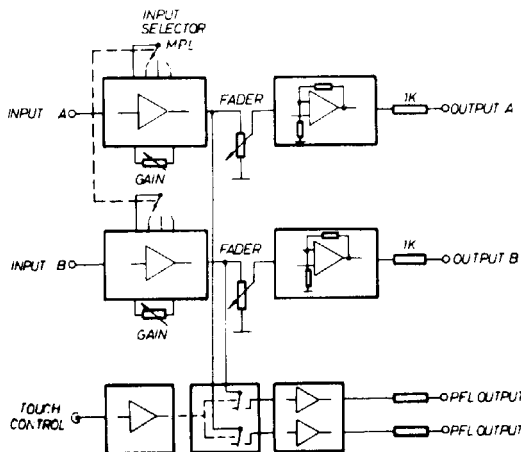 INPUT
SELECTOR
MPL
INPUT A
FADER
1K
OUTPUT A
GAIN
INPUT B
FADER
1K
OUTPUT B
GAIN
TOUCH
CONTROL
PFL OUTPUT
PFL OUTPUT